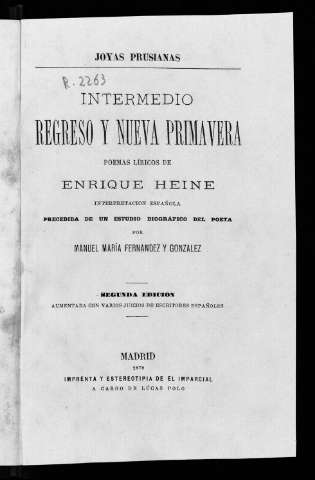 JOYAS PRUSIANAS
R. 2263
INTERMEDIO
REGRESO Y NUEVA PRIMAVERA
POEMAS LÍRICOS DE
ENRIQUE HEINE
INTERPRETACION ESPAÑOLA
PRECEDIDA DE UN ESTUDIO BIOGRÁFICO DEL POETA
POR
MANUEL MARÍA FERNANDEZ Y GONZALEZ
SEGUNDA EDICION
AUMENTADA CON VARIOS JUICIOS DE ESCRITORES ESPAÑOLES
MADRID
IMPRENTA Y ESTEREOTIPIA DE EL IMPARCIAL
A CARGO DE LÚCAS POLO